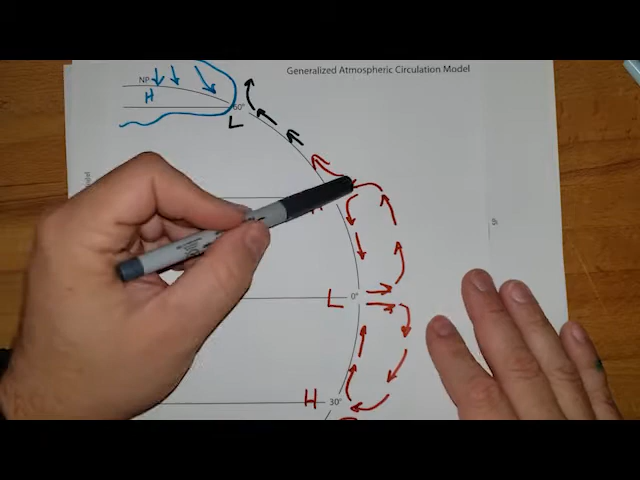 Generalized Atmospheric Circulation Model
NP
H
60°
L
H
L
0°
H
30°